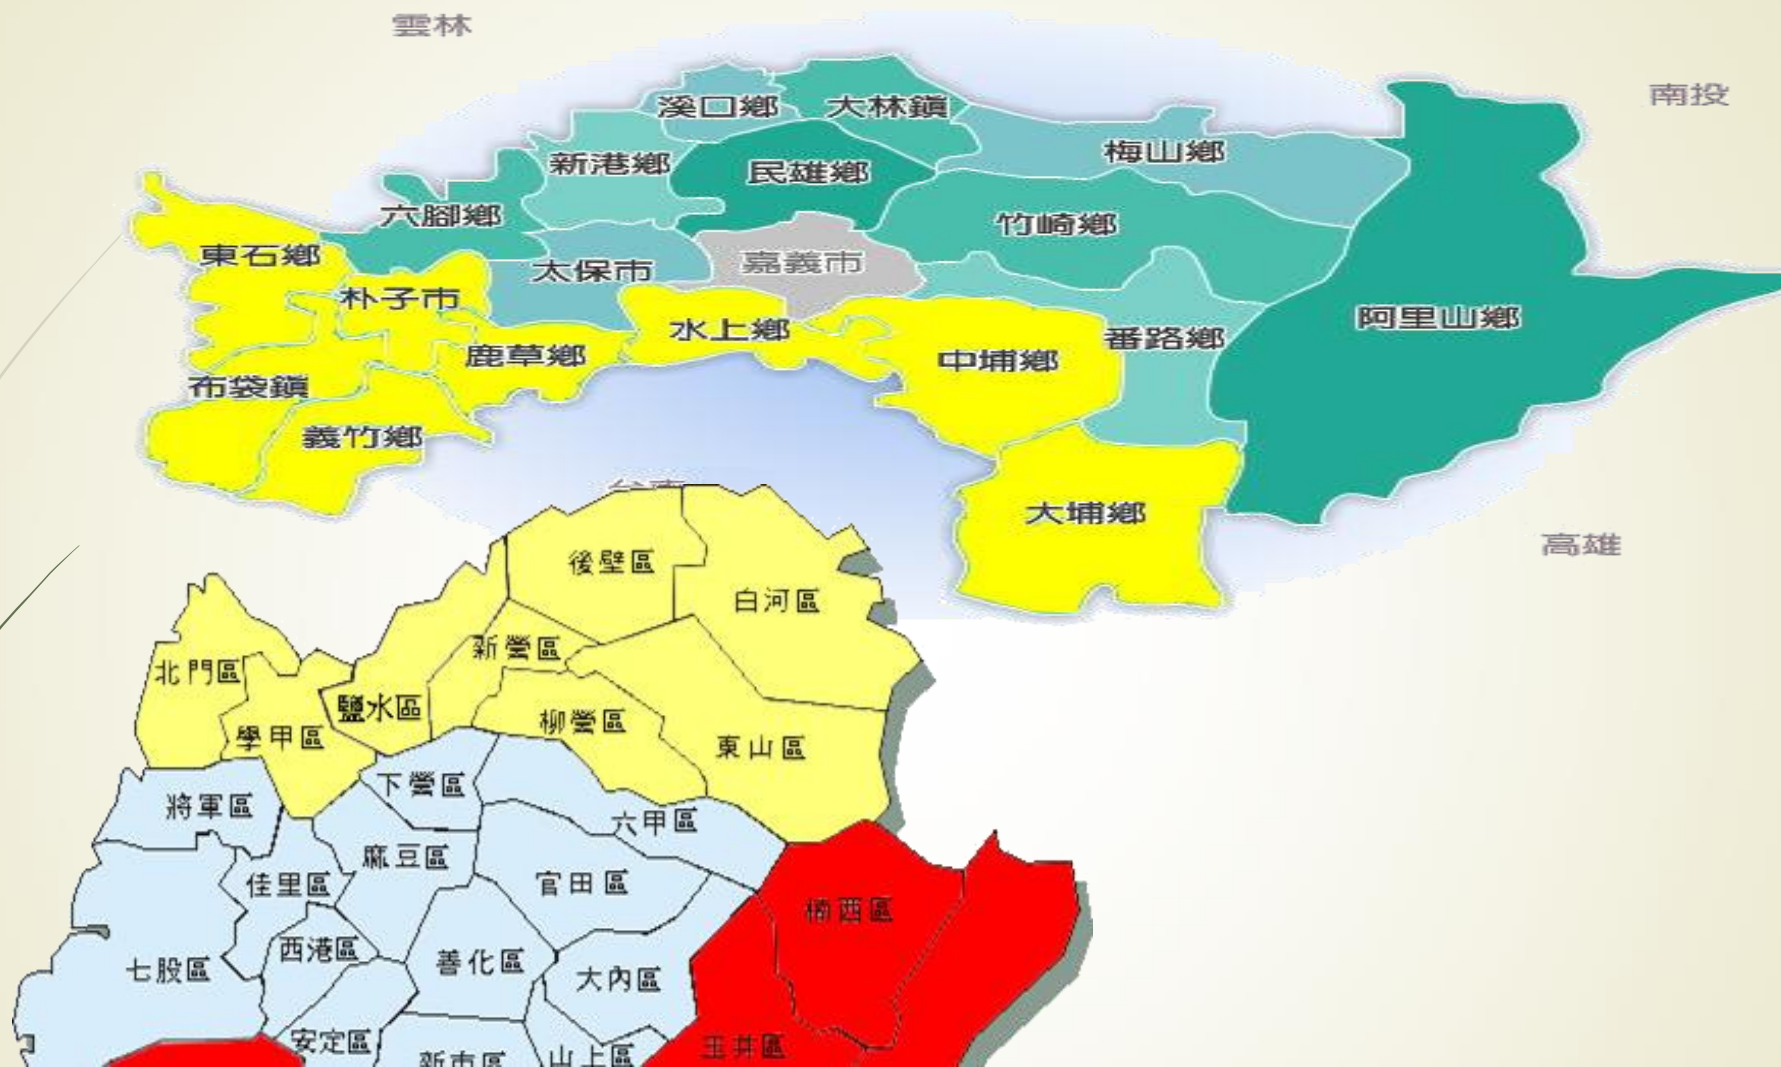 雲林
南投
溪口鄉
大林鎮
梅山鄉
新港鄉
民雄鄉
六腳鄉
竹崎鄉
東石鄉
太保市
嘉義市
朴子市
水上鄉
阿里山鄉
番路鄉
鹿草鄉
中埔鄉
布袋鎮
義竹鄉
大埔鄉
高雄
後壁區
白河區
新營區
北門區
鹽水區
柳營區
學甲區
東山區
下營區
將軍區
六甲區
麻豆區
佳里區
官田區
楠西區
西港區
善化區
七股區
大內區
安定區
玉井區
新市區
山上區